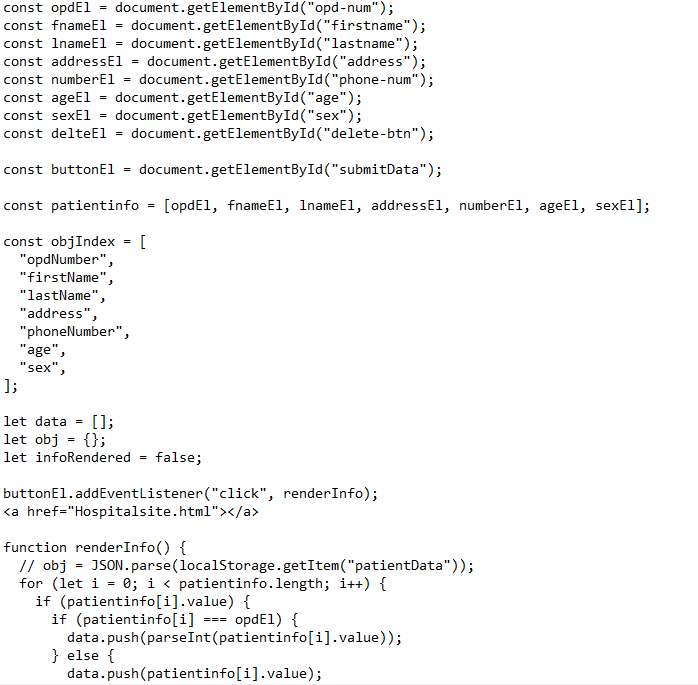 const opdEl = document.getElementById("opd-num");
const fnameEl = document.getElementById("firstname");
const lnameEl = document.getElementById("lastname");
const addressEl = document.getElementById("address");
const numberEl = document.getElementById("phone-num");
const ageEl = document.getElementById("age");
const sexEl = document.getElementById("sex");
const delteEl = document.getElementById("delete-btn");

const buttonEl = document.getElementById("submitData");

const patientinfo = [opdEl, fnameEl, lnameEl, addressEl, numberEl, ageEl, sexEl];

const objIndex = [
  "opdNumber",
  "firstName",
  "lastName",
  "address",
  "phoneNumber",
  "age",
  "sex",
];

let data = [];
let obj = {};
let infoRendered = false;

buttonEl.addEventListener("click", renderInfo);
<a href="Hospitalsite.html"></a>

function renderInfo() {
  // obj = JSON.parse(localStorage.getItem("patientData"));
  for (let i = 0; i < patientinfo.length; i++) {
    if (patientinfo[i].value) {
      if (patientinfo[i] === opdEl) {
        data.push(parseInt(patientinfo[i].value));
      } else {
        data.push(patientinfo[i].value);